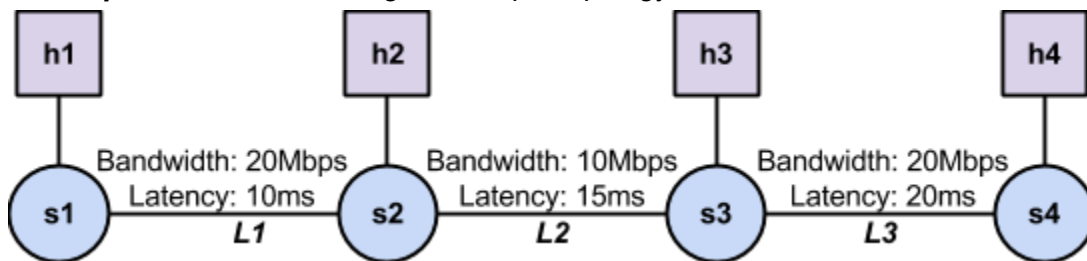 h1 h2 h3 h4
Bandwidth: 20Mbps Bandwidth: 10Mbps Bandwidth: 20Mbps
Latency: 10ms Latency: 15ms Latency: 20ms
s1 s2 s3 s4
L1 L2 L3